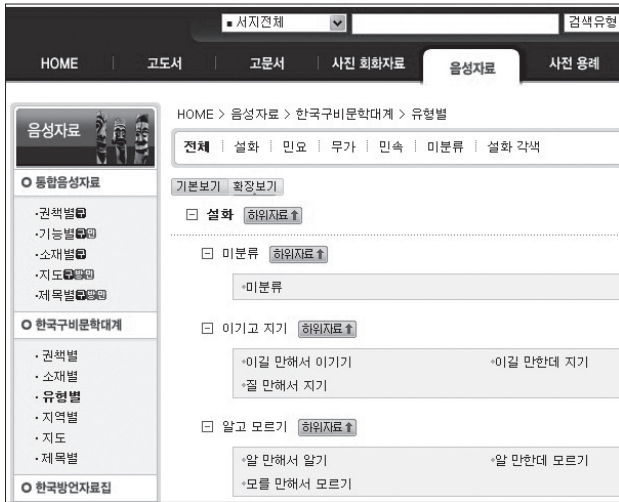 ▪ 서지전체 검색유형
HOME 고도서 고문서 사진 회화자료 음성자료 사전 용례
음성자료
HOME > 음성자료 > 한국구비문학대계 > 유형별
전체 설화 민요 무가 민속 미분류 설화 각색
통합음성자료
·권책별
·기능별
·소재별
·지도
·제목별
한국구비문학대계
· 권책별
· 소재별
· 유형별
· 지역별
· 지도
· 제목별
한국방언자료집
기본보기 확장보기
설화 하위자료↑
미분류 하위자료↑
◦미분류
이기고 지기 하위자료↑
◦이길 만해서 이기기 ◦이길 만한데 지기
◦질 만해서 지기
알고 모르기 하위자료↑
◦알 만해서 알기 ◦알 만한데 모르기
◦모를 만해서 모르기